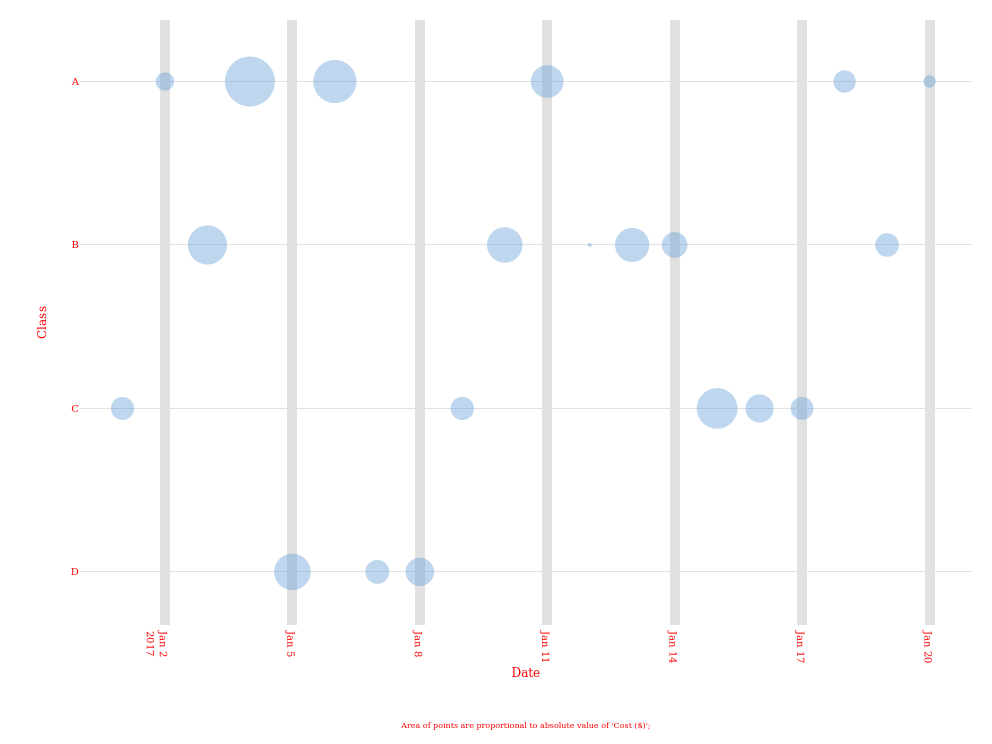 A
B
Class
C
D
Jan 2
2017
Jan 5
Jan 8
Jan 11
Jan 14
Jan 17
Jan 20
Date
Area of points are proportional to absolute value of 'Cost ($)';